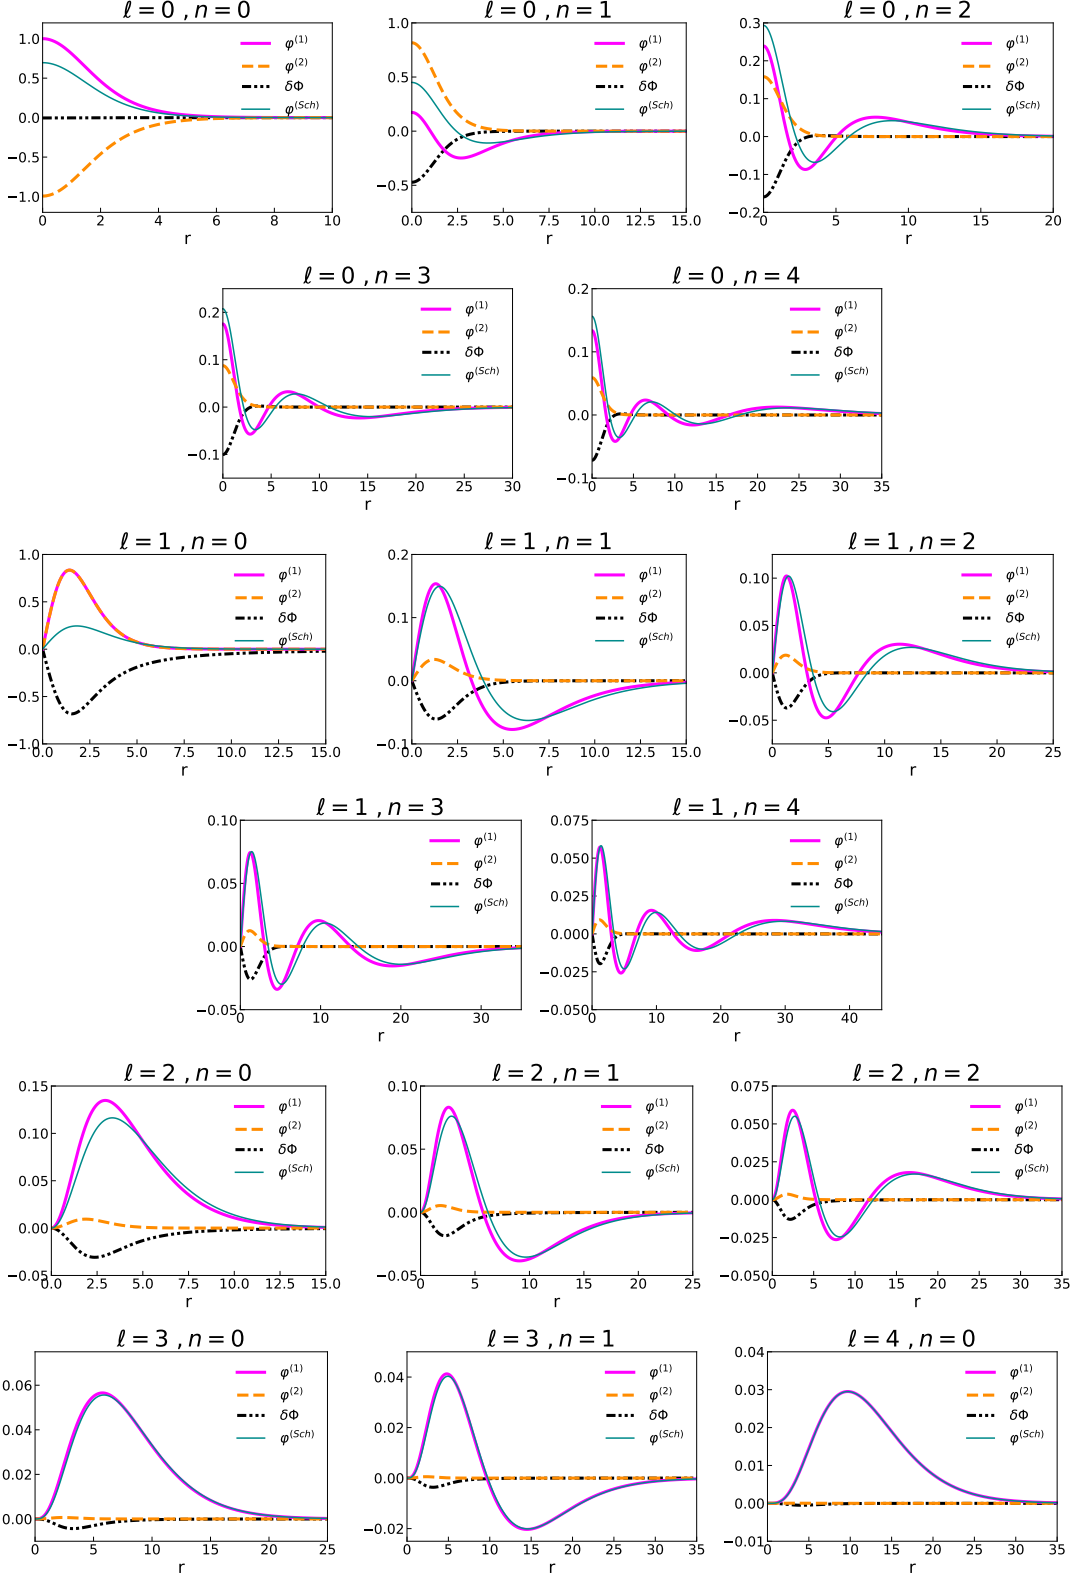 ℓ = 0 , n = 0
1.0
0.5
0.0
−0.5
−1.0
φ(1)
φ(2)
δΦ
φ(Sch)
0 2 4 6 8 10
r
ℓ = 0 , n = 1
1.0
0.5
0.0
−0.5
φ(1)
φ(2)
δΦ
φ(Sch)
0.0 2.5 5.0 7.5 10.0 12.5 15.0
r
ℓ = 0 , n = 2
0.3
0.2
0.1
0.0
−0.1
−0.2
φ(1)
φ(2)
δΦ
φ(Sch)
0 5 10 15 20
r
ℓ = 0 , n = 3
0.2
0.1
0.0
−0.1
φ(1)
φ(2)
δΦ
φ(Sch)
0 5 10 15 20 25 30
r
ℓ = 0 , n = 4
0.2
0.1
0.0
−0.1
φ(1)
φ(2)
δΦ
φ(Sch)
0 5 10 15 20 25 30 35
r
ℓ = 1 , n = 0
1.0
0.5
0.0
−0.5
−1.0
φ(1)
φ(2)
δΦ
φ(Sch)
0.0 2.5 5.0 7.5 10.0 12.5 15.0
r
ℓ = 1 , n = 1
0.2
0.1
0.0
−0.1
φ(1)
φ(2)
δΦ
φ(Sch)
0.0 2.5 5.0 7.5 10.0 12.5 15.0
r
ℓ = 1 , n = 2
0.10
0.05
0.00
−0.05
φ(1)
φ(2)
δΦ
φ(Sch)
0 5 10 15 20 25
r
ℓ = 1 , n = 3
0.10
0.05
0.00
−0.05
φ(1)
φ(2)
δΦ
φ(Sch)
0 10 20 30
r
ℓ = 1 , n = 4
0.075
0.050
0.025
0.000
−0.025
−0.050
φ(1)
φ(2)
δΦ
φ(Sch)
0 10 20 30 40
r
ℓ = 2 , n = 0
0.15
0.10
0.05
0.00
−0.05
φ(1)
φ(2)
δΦ
φ(Sch)
0.0 2.5 5.0 7.5 10.0 12.5 15.0
r
ℓ = 2 , n = 1
0.10
0.05
0.00
−0.05
φ(1)
φ(2)
δΦ
φ(Sch)
0 5 10 15 20 25
r
ℓ = 2 , n = 2
0.075
0.050
0.025
0.000
−0.025
−0.050
φ(1)
φ(2)
δΦ
φ(Sch)
0 5 10 15 20 25 30 35
r
ℓ = 3 , n = 0
0.06
0.04
0.02
0.00
φ(1)
φ(2)
δΦ
φ(Sch)
0 5 10 15 20 25
r
ℓ = 3 , n = 1
0.04
0.02
0.00
−0.02
φ(1)
φ(2)
δΦ
φ(Sch)
0 5 10 15 20 25 30 35
r
ℓ = 4 , n = 0
0.04
0.03
0.02
0.01
0.00
−0.01
φ(1)
φ(2)
δΦ
φ(Sch)
0 5 10 15 20 25 30 35
r